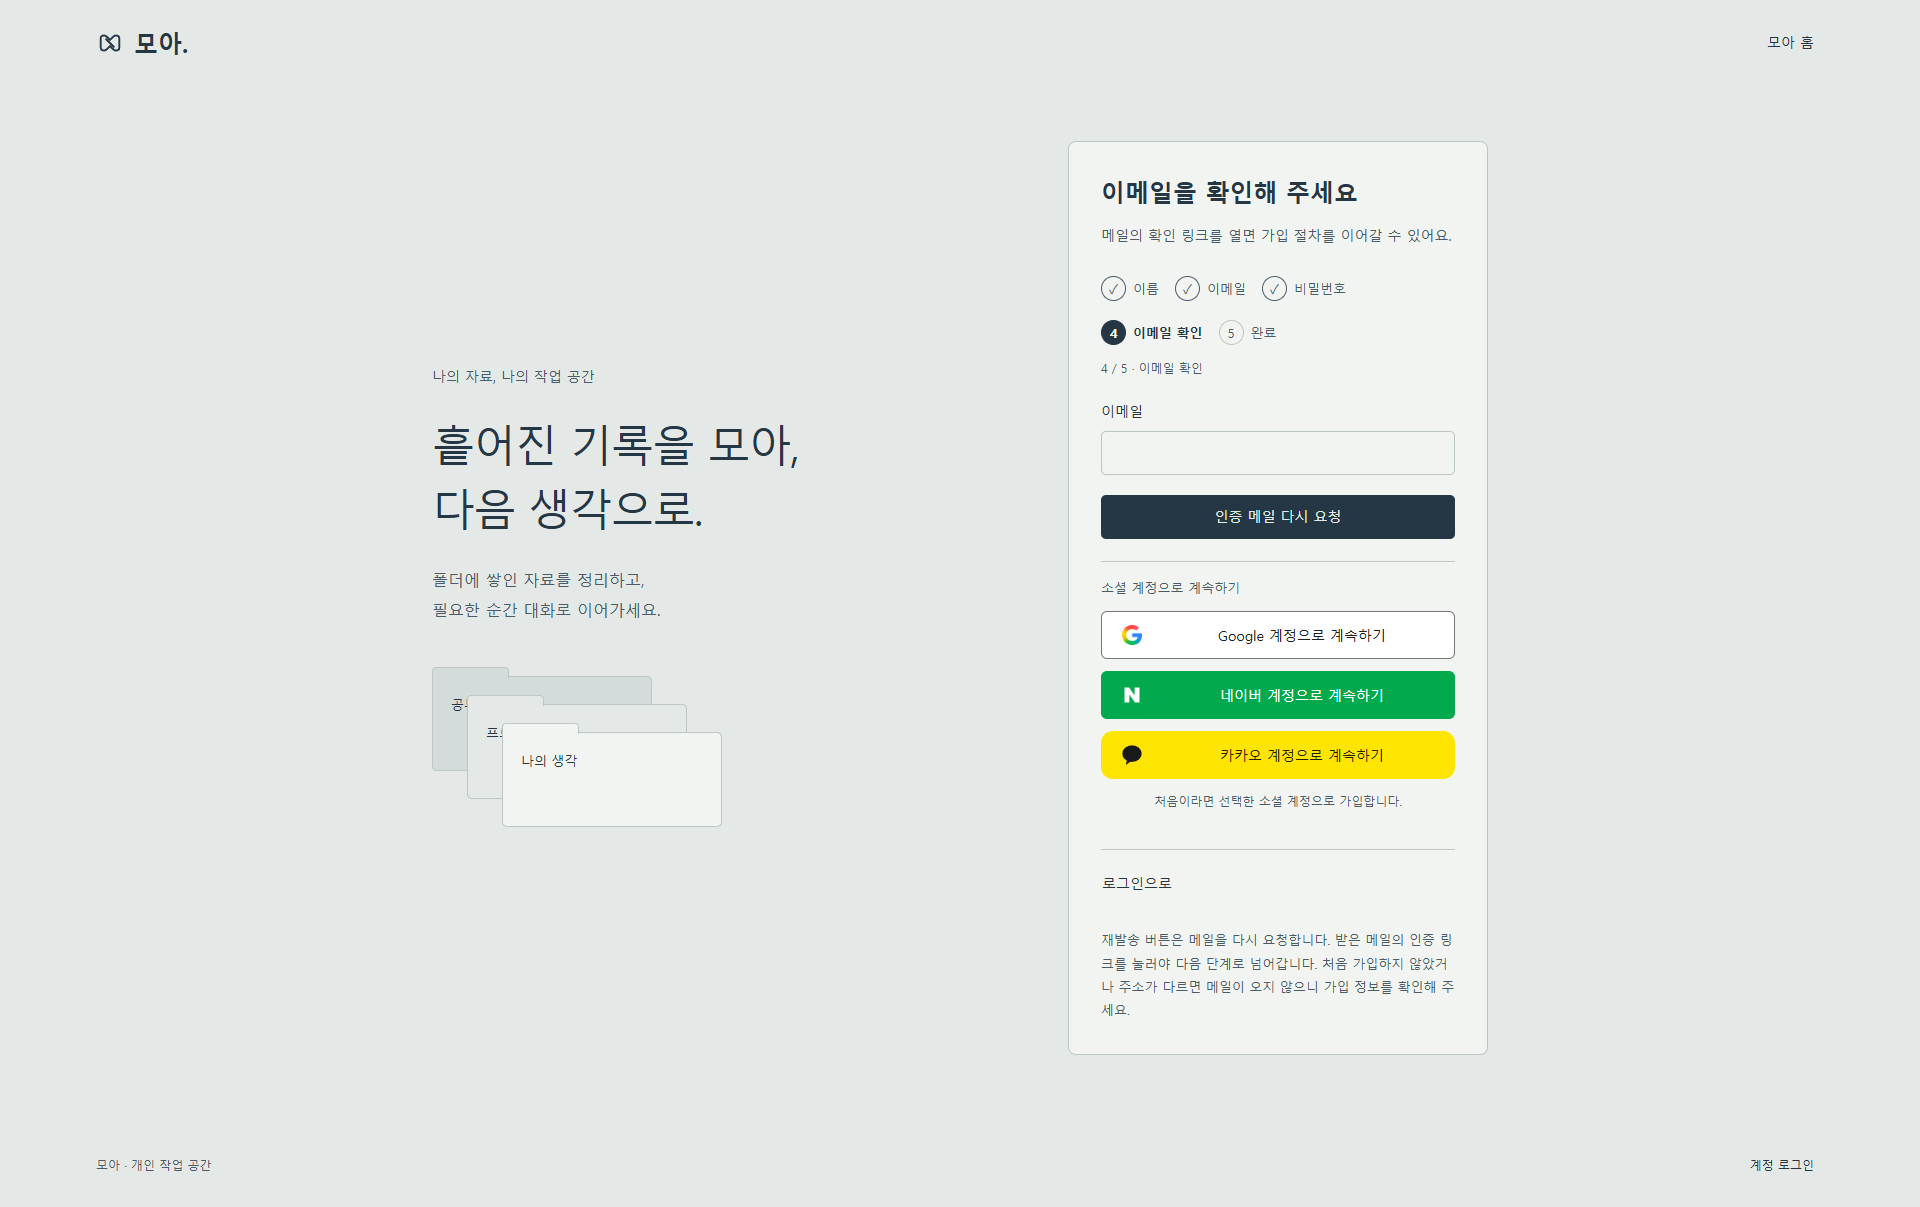 모아.
모아 홈
나의 자료, 나의 작업 공간
흩어진 기록을 모아,
다음 생각으로.
폴더에 쌓인 자료를 정리하고,
필요한 순간 대화로 이어가세요.
나의 생각
이메일을 확인해 주세요
메일의 확인 링크를 열면 가입 절차를 이어갈 수 있어요.
✓ 이름 ✓ 이메일 ✓ 비밀번호
4 이메일 확인 5 완료
4 / 5 · 이메일 확인
이메일
인증 메일 다시 요청
소셜 계정으로 계속하기
Google 계정으로 계속하기
네이버 계정으로 계속하기
카카오 계정으로 계속하기
처음이라면 선택한 소셜 계정으로 가입합니다.
로그인으로
재발송 버튼은 메일을 다시 요청합니다. 받은 메일의 인증 링
크를 눌러야 다음 단계로 넘어갑니다. 처음 가입하지 않았거
나 주소가 다르면 메일이 오지 않으니 가입 정보를 확인해 주
세요.
모아 · 개인 작업 공간
계정 로그인